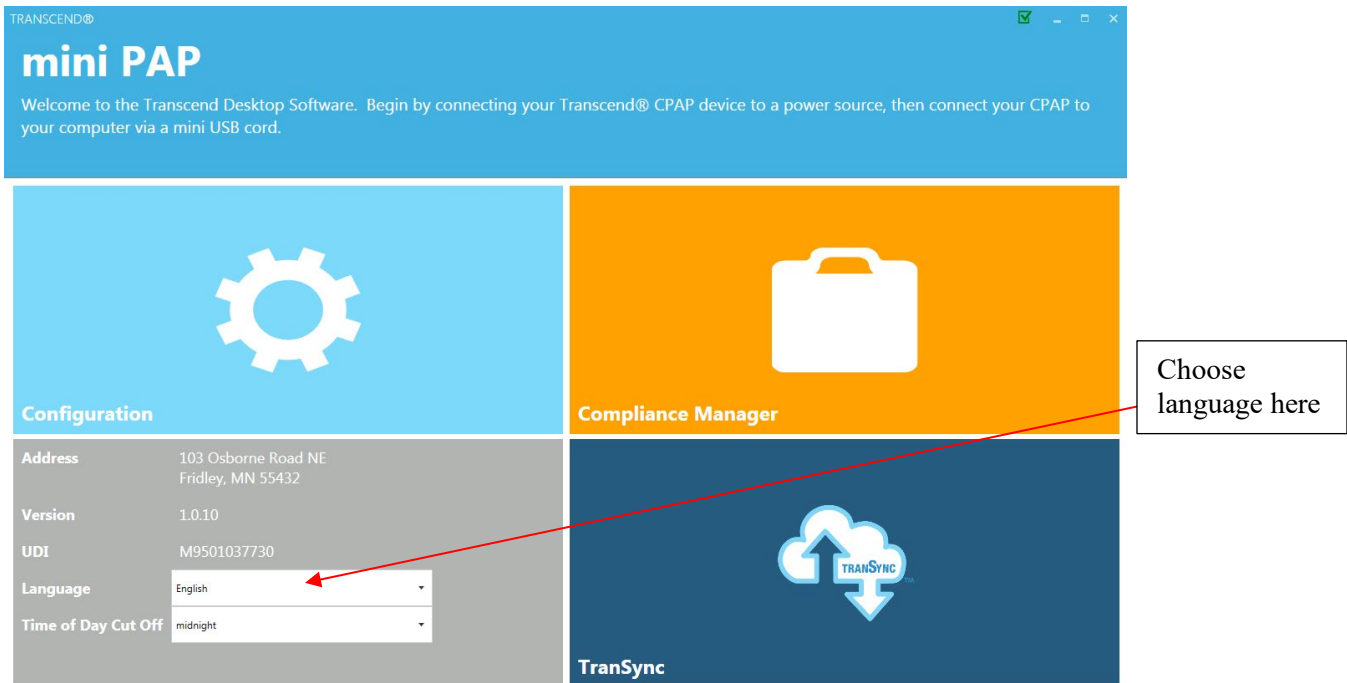 TRANSCEND®
mini PAP
Welcome to the Transcend Desktop Software. Begin by connecting your Transcend® CPAP device to a power source, then connect your CPAP to
your computer via a mini USB cord.
Configuration
Compliance Manager
Choose
language here
Address 103 Osborne Road NE
Fridley, MN 55432
Version 1.0.10
UDI M9501037730
Language English
Time of Day Cut Off midnight
TRANSYNC™
TranSync